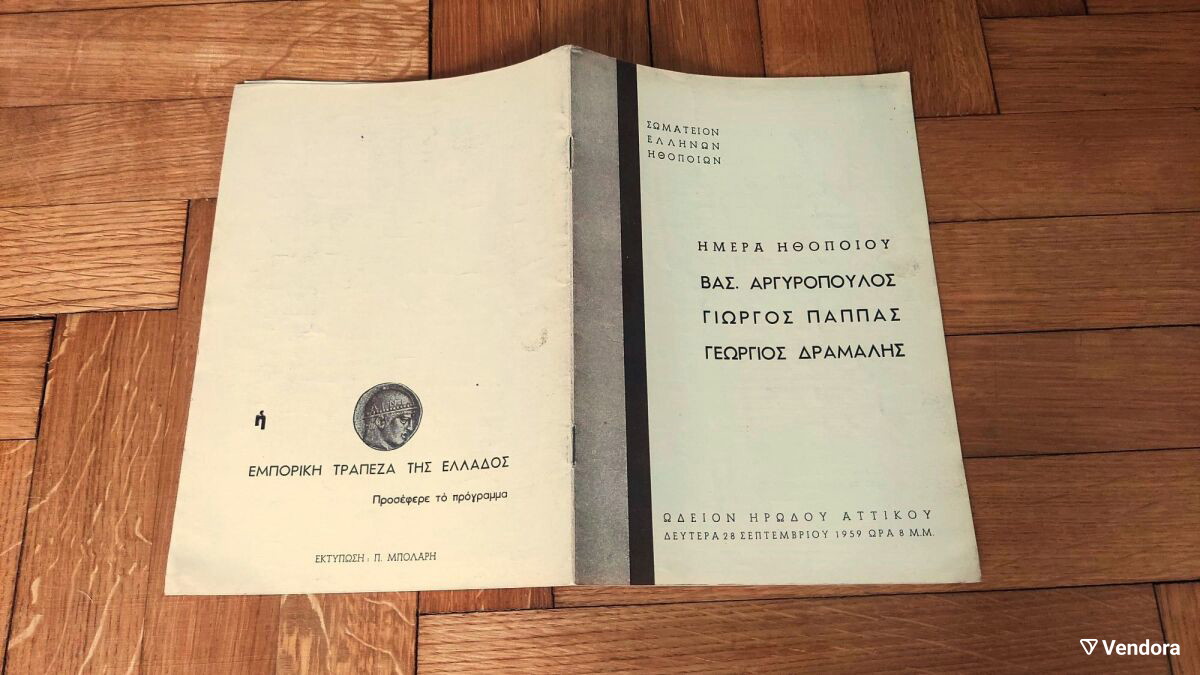 ΣΩΜΑΤΕΙΟΝ
ΕΛΛΗΝΩΝ
ΗΘΟΠΟΙΩΝ
ΗΜΕΡΑ ΗΘΟΠΟΙΟΥ
ΒΑΣ. ΑΡΓΥΡΟΠΟΥΛΟΣ
ΓΙΩΡΓΟΣ ΠΑΠΠΑΣ
ΓΕΩΡΓΙΟΣ ΔΡΑΜΑΛΗΣ
ΩΔΕΙΟΝ ΗΡΩΔΟΥ ΑΤΤΙΚΟΥ
ΔΕΥΤΕΡΑ 28 ΣΕΠΤΕΜΒΡΙΟΥ 1959 ΩΡΑ 8 Μ.Μ.
ἡ
ΕΜΠΟΡΙΚΗ ΤΡΑΠΕΖΑ ΤΗΣ ΕΛΛΑΔΟΣ
Προσέφερε τό πρόγραμμα
ΕΚΤΥΠΩΣΗ : Π. ΜΠΟΛΑΡΗ
Vendora